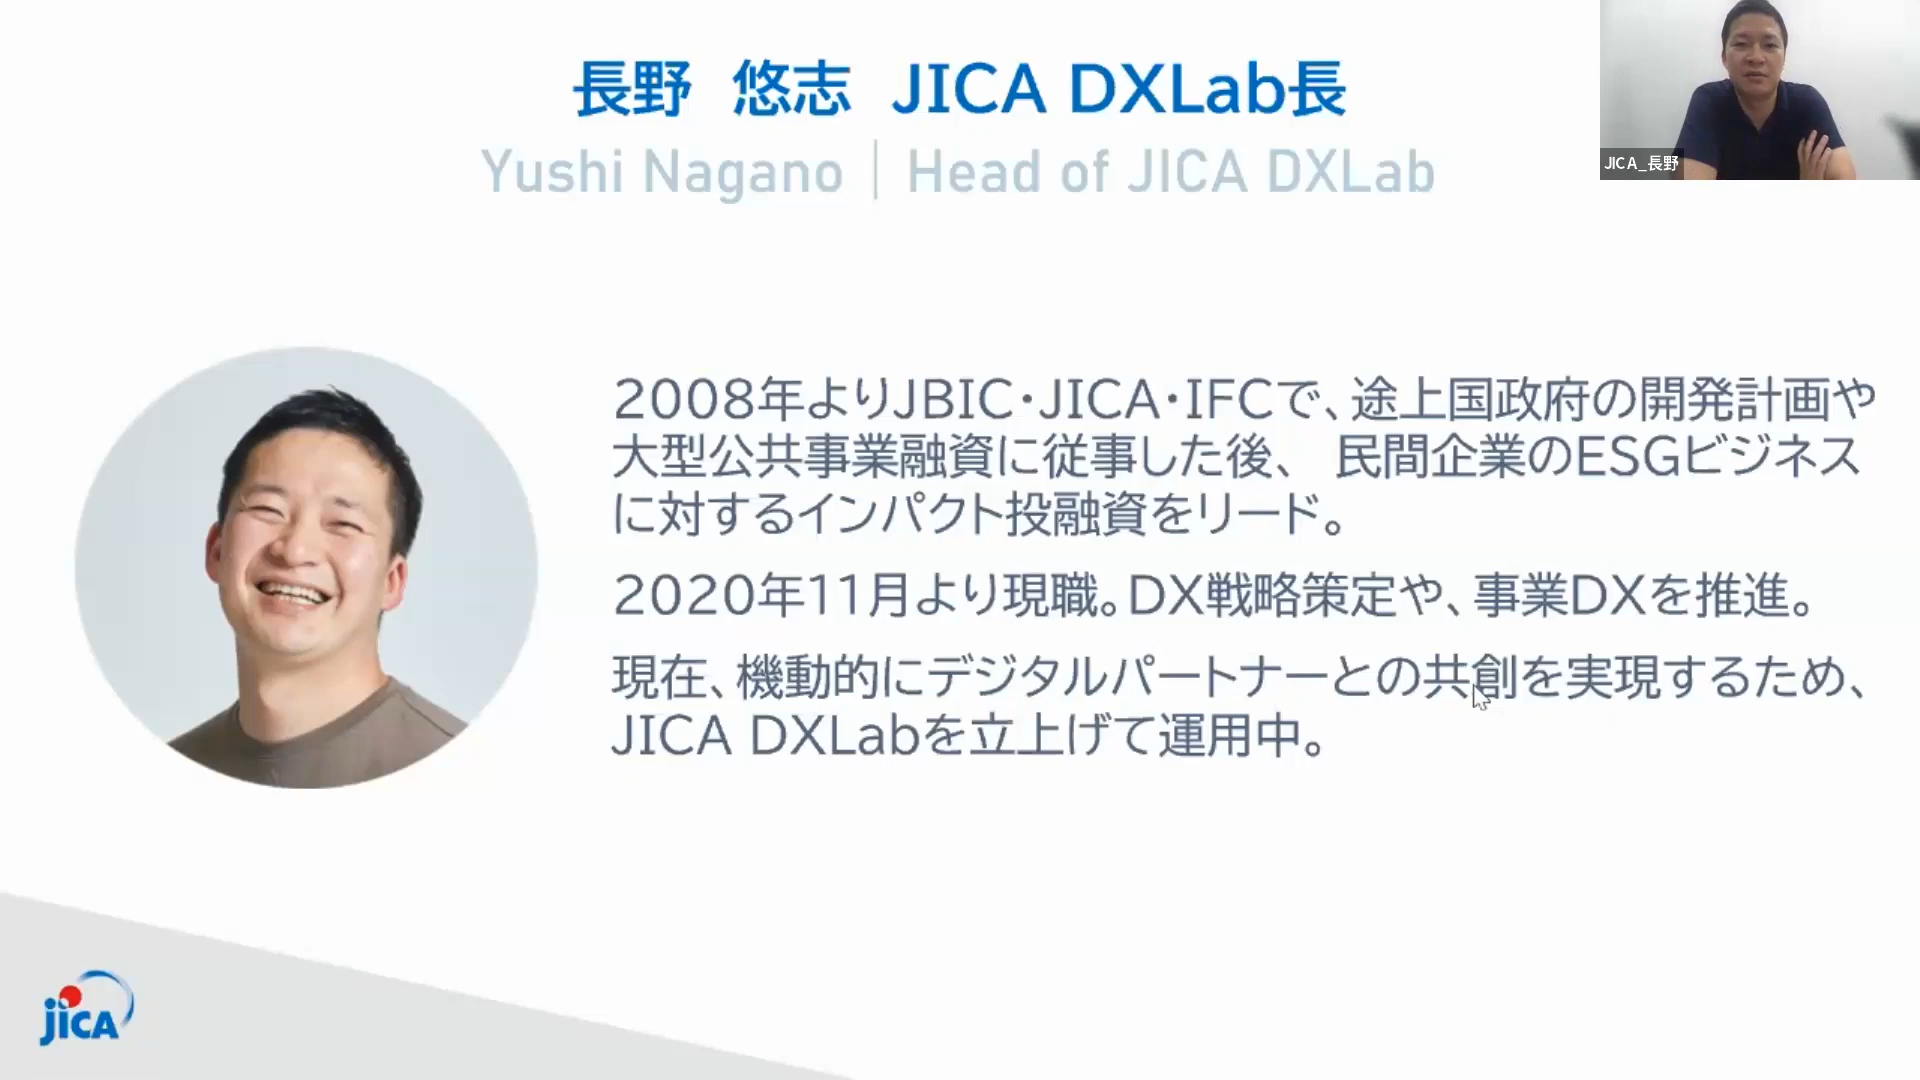 長野　悠志　JICA DXLab長
Yushi Nagano｜Head of JICA DXLab
JICA_長野
2008年よりJBIC・JICA・IFCで、途上国政府の開発計画や
大型公共事業融資に従事した後、 民間企業のESGビジネス
に対するインパクト投融資をリード。
2020年11月より現職。DX戦略策定や、事業DXを推進。
現在、機動的にデジタルパートナーとの共創を実現するため、
JICA DXLabを立上げて運用中。
jICA